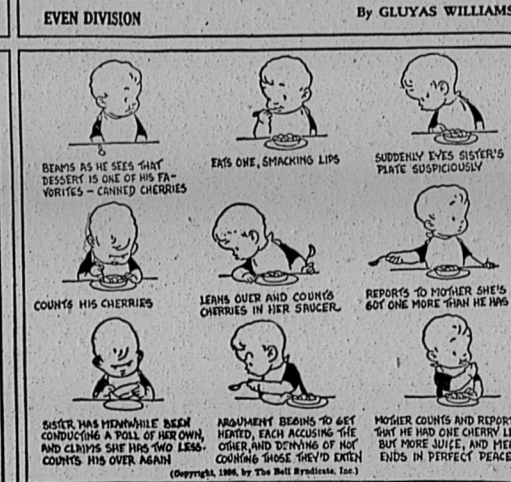 EVEN DIVISION
By GLUYAS WILLIAMS
BEAMS AS HE SEES THAT
DESSERT IS ONE OF HIS FA-
VORITES – CANNED CHERRIES
EATS ONE, SMACKING LIPS
SUDDENLY EYES SISTER'S
PLATE SUSPICIOUSLY
COUNTS HIS CHERRIES
LEANS OVER AND COUNTS
CHERRIES IN HER SAUCER
REPORTS TO MOTHER SHE'S
GOT ONE MORE THAN HE HAS
SISTER HAS MEANWHILE BEEN
CONDUCTING A POLL OF HER OWN,
AND CLAIMS SHE HAS TWO LESS.
COUNTS HIS OVER AGAIN
ARGUMENT BEGINS TO GET
HEATED, EACH ACCUSING THE
OTHER, AND DENYING OF NOT
COUNTING THOSE THEY'D EATEN
MOTHER COUNTS AND REPORT
THAT HE HAD ONE CHERRY LE
BUT MORE JUICE, AND MEA
ENDS IN PERFECT PEACE
(Copyright, 1936, by The Bell Syndicate, Inc.)